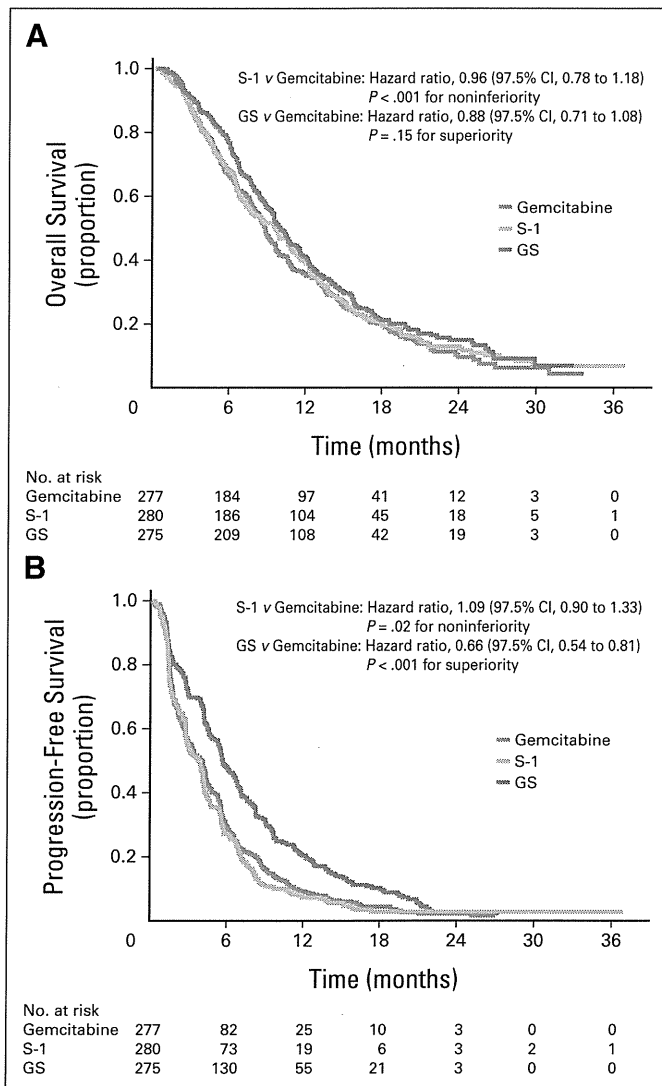 A
1.0
0.8
0.6
0.4
0.2
0
6
12
18
24
30
36
Overall Survival
(proportion)
Time (months)
S-1 v Gemcitabine: Hazard ratio, 0.96 (97.5% CI, 0.78 to 1.18)
P < .001 for noninferiority
GS v Gemcitabine: Hazard ratio, 0.88 (97.5% CI, 0.71 to 1.08)
P = .15 for superiority
Gemcitabine
S-1
GS
No. at risk
Gemcitabine 277 184 97 41 12 3 0
S-1 280 186 104 45 18 5 1
GS 275 209 108 42 19 3 0
B
1.0
0.8
0.6
0.4
0.2
0
6
12
18
24
30
36
Progression-Free Survival
(proportion)
Time (months)
S-1 v Gemcitabine: Hazard ratio, 1.09 (97.5% CI, 0.90 to 1.33)
P = .02 for noninferiority
GS v Gemcitabine: Hazard ratio, 0.66 (97.5% CI, 0.54 to 0.81)
P < .001 for superiority
Gemcitabine
S-1
GS
No. at risk
Gemcitabine 277 82 25 10 3 0 0
S-1 280 73 19 6 3 2 1
GS 275 130 55 21 3 0 0